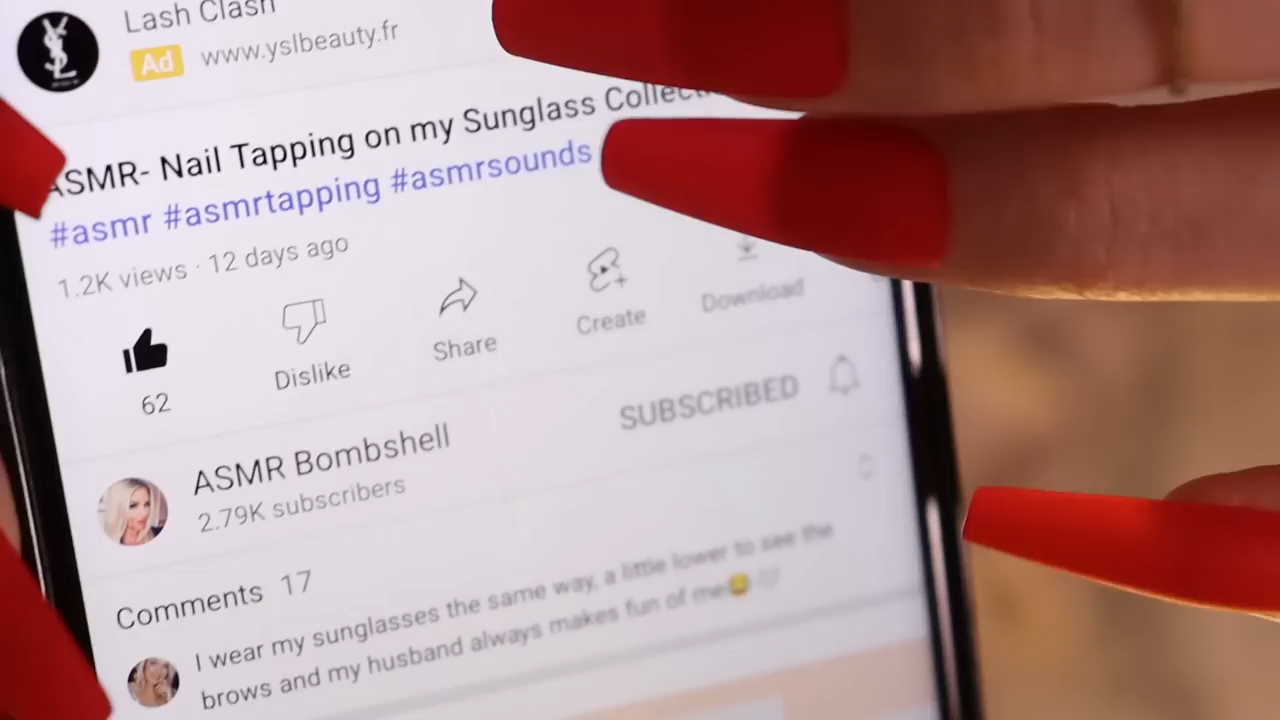 Lash Clash
Ad www.yslbeauty.fr
ASMR- Nail Tapping on my Sunglass
#asmr #asmrtapping #asmrsounds
1.2K views · 12 days ago
62
Dislike
Share
Create
Download
ASMR Bombshell
2.79K subscribers
SUBSCRIBED
Comments 17
I wear my sunglasses the same way, a little lower to see the
brows and my husband always makes fun of me😂